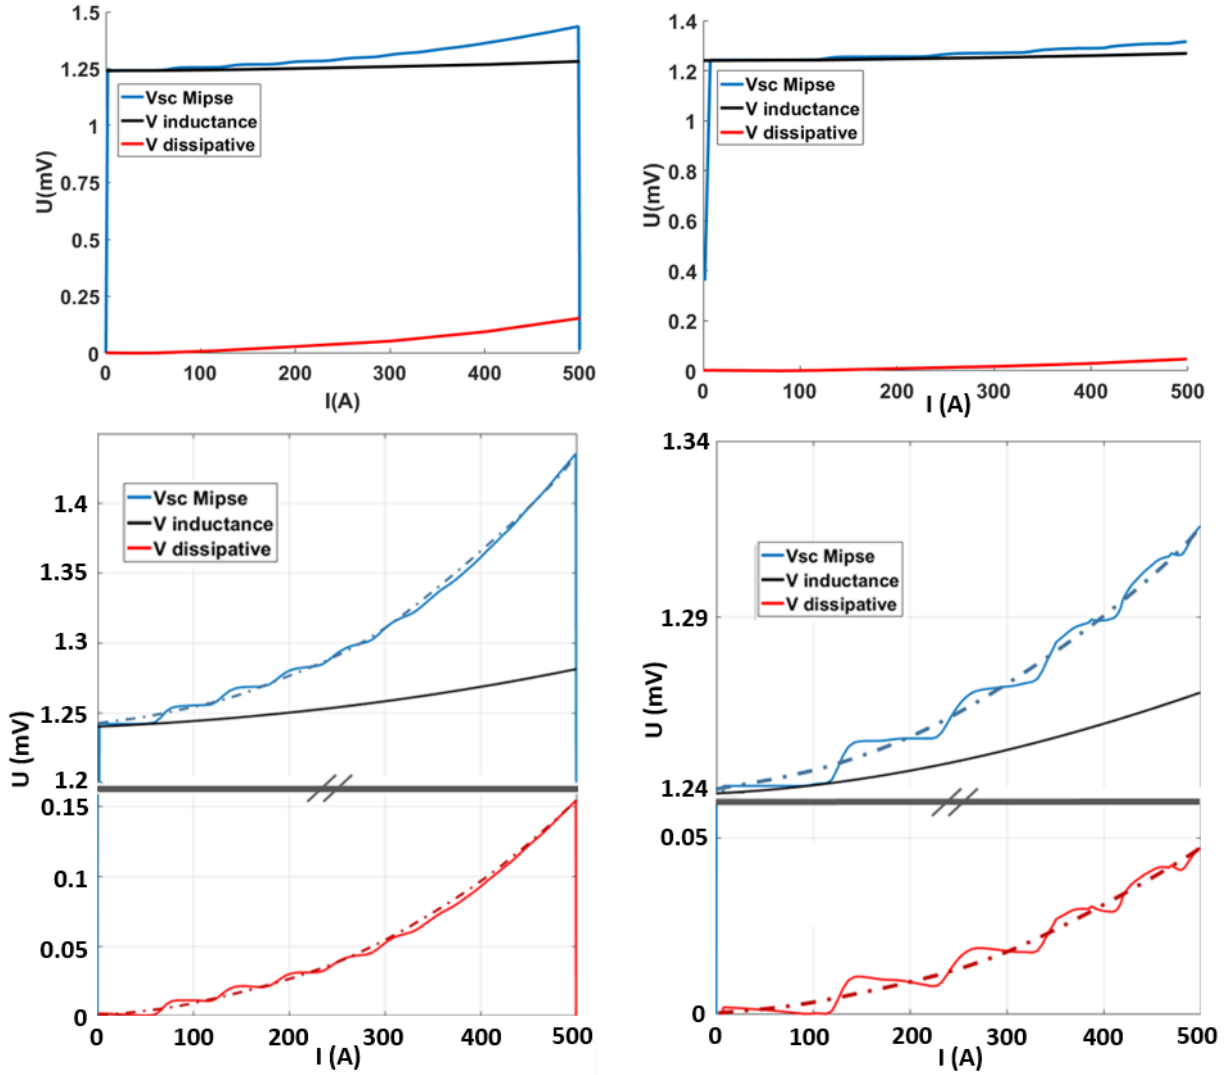 1.5
1.25
1
0.75
0.5
0.25
0
U(mV)
Vsc Mipse
V inductance
V dissipative
0 100 200 300 400 500
I(A)
1.4
1.2
1
0.8
0.6
0.4
0.2
0
U(mV)
Vsc Mipse
V inductance
V dissipative
0 100 200 300 400 500
I (A)
1.4
1.35
1.3
1.25
1.2
0.15
0.1
0.05
0
U (mV)
Vsc Mipse
V inductance
V dissipative
100 200 300 400 500
I (A)
1.34
1.29
1.24
0.05
0
U (mV)
Vsc Mipse
V inductance
V dissipative
100 200 300 400 500
I (A)